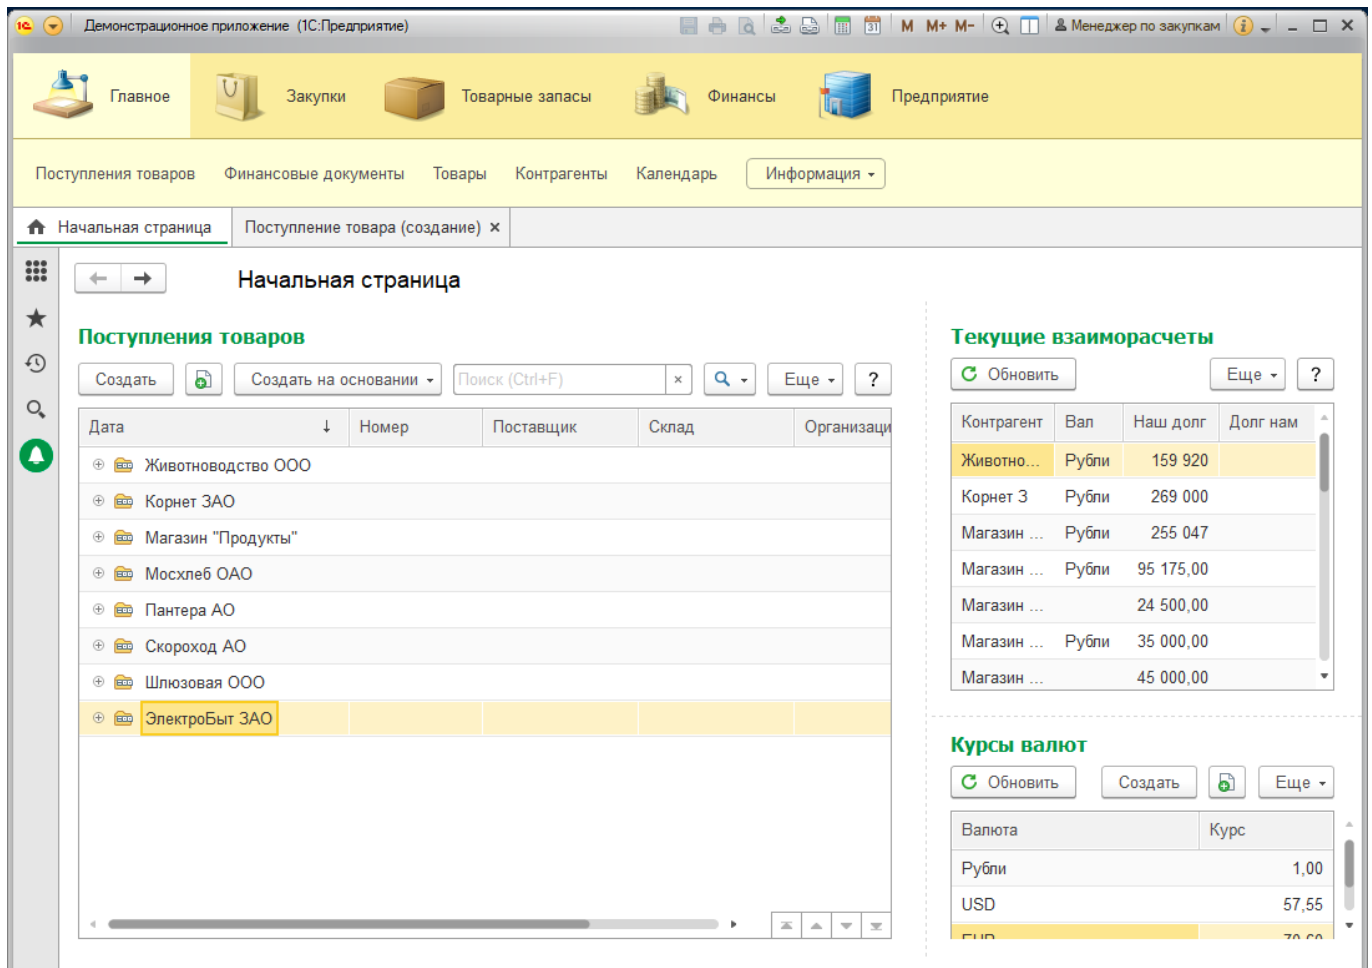 Демонстрационное приложение (1С:Предприятие)
31 M M+ M- Менеджер по закупкам
Главное Закупки Товарные запасы Финансы Предприятие
Поступления товаров Финансовые документы Товары Контрагенты Календарь Информация
Начальная страница Поступление товара (создание) ×
Начальная страница
Поступления товаров
Создать Создать на основании Поиск (Ctrl+F) × Еще ?
Дата ↓ Номер Поставщик Склад Организаци
Животноводство ООО
Корнет ЗАО
Магазин "Продукты"
Мосхлеб ОАО
Пантера АО
Скороход АО
Шлюзовая ООО
ЭлектроБыт ЗАО
Текущие взаиморасчеты
Обновить Еще ?
Контрагент Вал Наш долг Долг нам
Животно... Рубли 159 920
Корнет З Рубли 269 000
Магазин ... Рубли 255 047
Магазин ... Рубли 95 175,00
Магазин ... 24 500,00
Магазин ... Рубли 35 000,00
Магазин ... 45 000,00
Курсы валют
Обновить Создать Еще
Валюта Курс
Рубли 1,00
USD 57,55